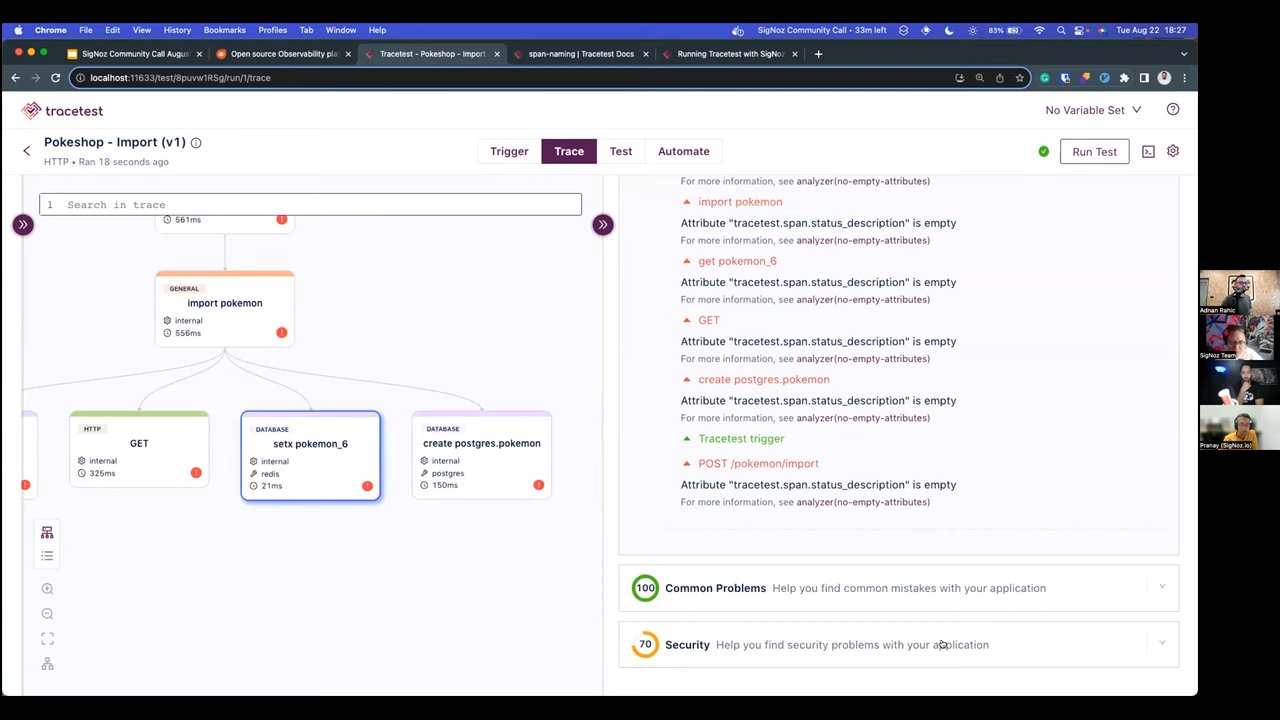 Chrome File Edit View History Bookmarks Profiles Tab Window Help
SigNoz Community Call - 33m left 83% Tue Aug 22 18:27
SigNoz Community Call Augus
Open source Observability pla
Tracetest - Pokeshop - Import
span-naming | Tracetest Docs
Running Tracetest with SigNoz
localhost:11633/test/8puvw1RSg/run/1/trace
tracetest
No Variable Set
Pokeshop - Import (v1)
HTTP • Ran 18 seconds ago
Trigger Trace Test Automate
Run Test
1 Search in trace
561ms
GENERAL
import pokemon
internal
556ms
HTTP
GET
internal
325ms
DATABASE
setx pokemon_6
internal
redis
21ms
DATABASE
create postgres.pokemon
internal
postgres
150ms
For more information, see analyzer(no-empty-attributes)
import pokemon
Attribute "tracetest.span.status_description" is empty
For more information, see analyzer(no-empty-attributes)
get pokemon_6
Attribute "tracetest.span.status_description" is empty
For more information, see analyzer(no-empty-attributes)
GET
Attribute "tracetest.span.status_description" is empty
For more information, see analyzer(no-empty-attributes)
create postgres.pokemon
Attribute "tracetest.span.status_description" is empty
For more information, see analyzer(no-empty-attributes)
Tracetest trigger
POST /pokemon/import
Attribute "tracetest.span.status_description" is empty
For more information, see analyzer(no-empty-attributes)
100 Common Problems Help you find common mistakes with your application
70 Security Help you find security problems with your application
Adnan Rahic
SigNoz Team
Pranay (SigNoz.io)